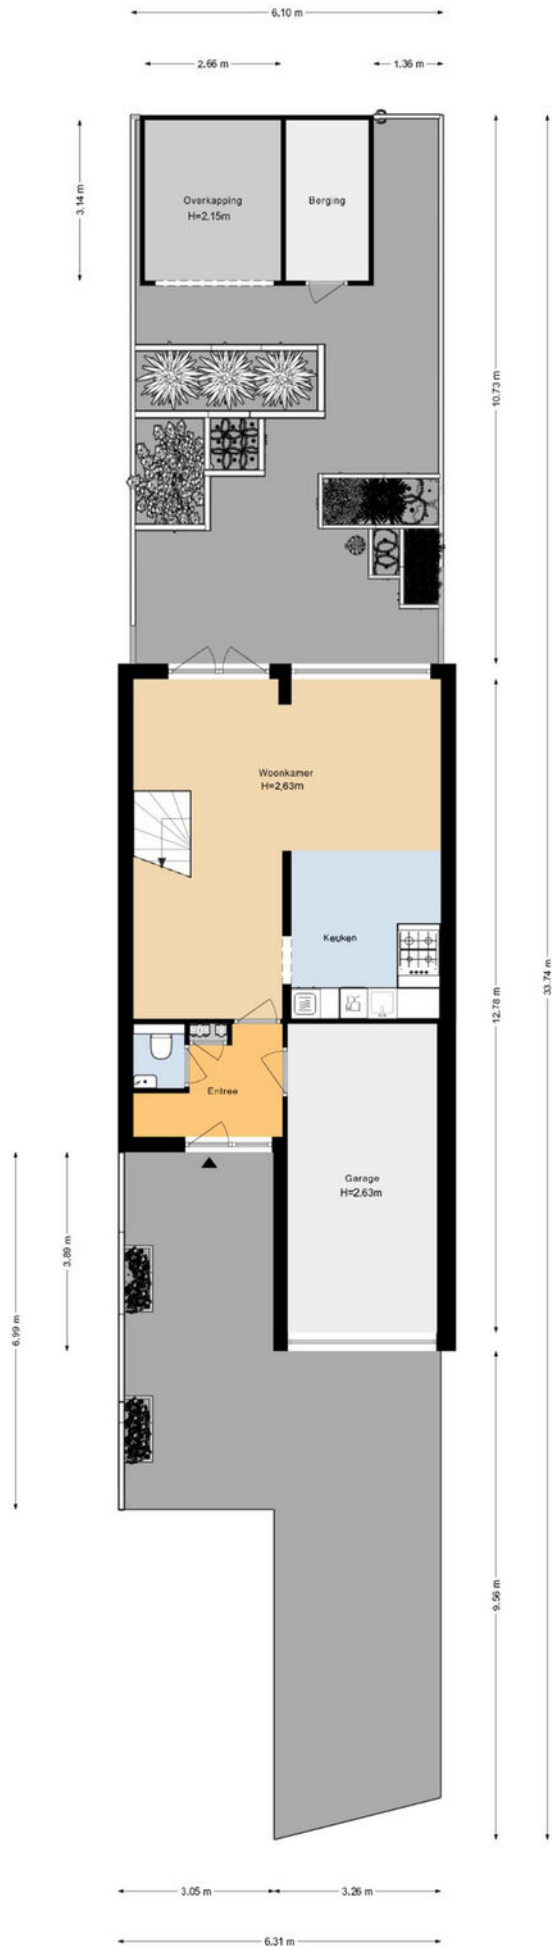 6.10 m
2.66 m
1.36 m
3.14 m
Overkapping
H=2.15m
Berging
10.73 m
Woonkamer
H=2,63m
Keuken
33.74 m
12.78 m
Entree
Garage
H=2.63m
3.89 m
6.99 m
9.56 m
3.05 m
3.26 m
6.31 m